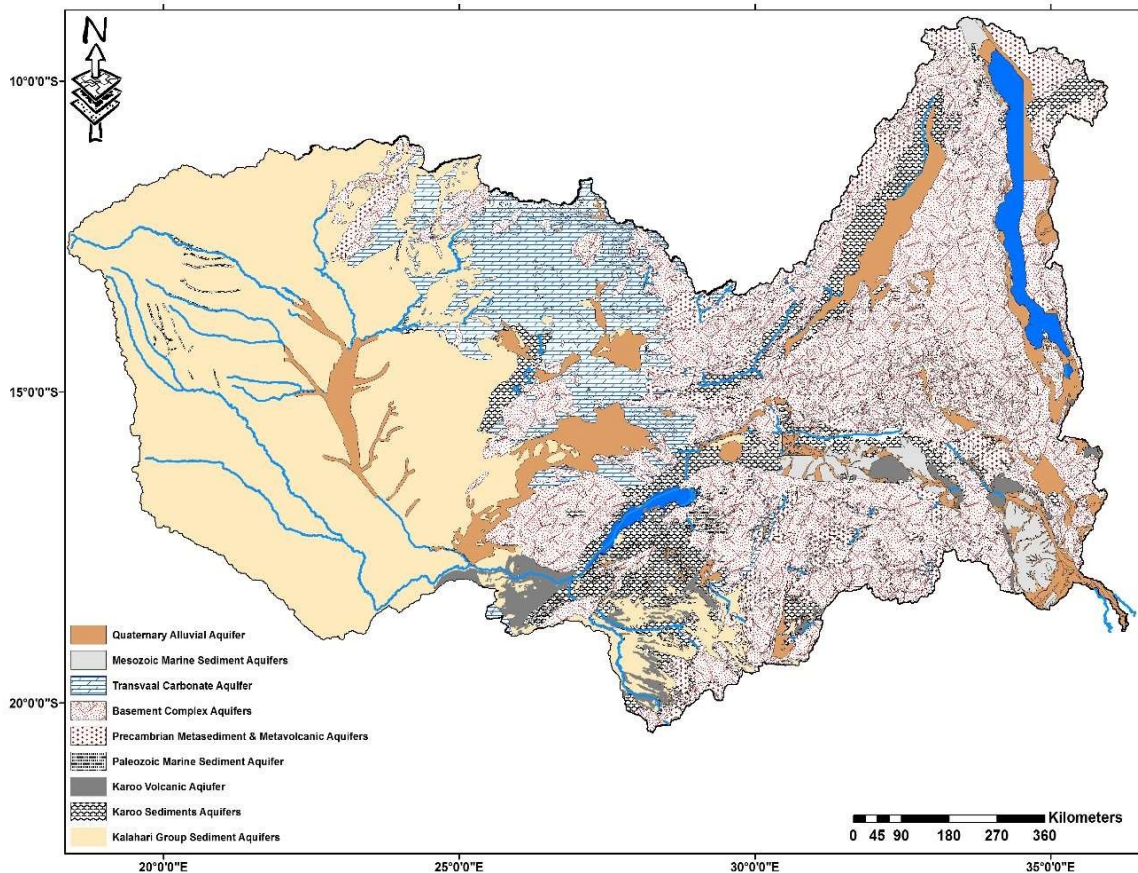 N
10°0'0"S
15°0'0"S
20°0'0"S
Quaternary Alluvial Aquifer
Mesozoic Marine Sediment Aquifers
Transvaal Carbonate Aquifer
Basement Complex Aquifers
Precambrian Metasediment & Metavolcanic Aquifers
Paleozoic Marine Sediment Aquifer
Karoo Volcanic Aqiufer
Karoo Sediments Aquifers
Kalahari Group Sediment Aquifers
Kilometers
0 45 90 180 270 360
20°0'0"E 25°0'0"E 30°0'0"E 35°0'0"E